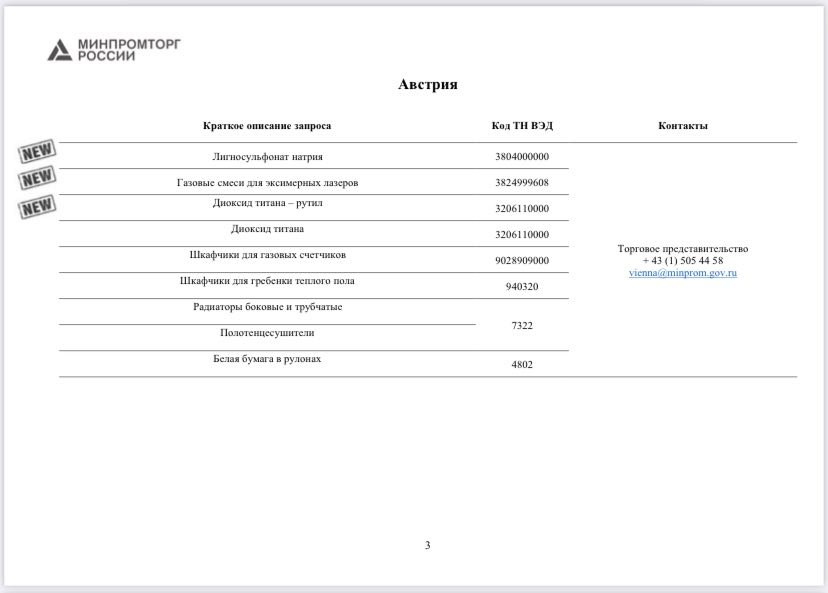 МИНПРОМТОРГ
РОССИИ
Австрия
Краткое описание запроса Код ТН ВЭД Контакты
NEW Лигносульфонат натрия 3804000000
NEW Газовые смеси для эксимерных лазеров 3824999608
NEW Диоксид титана – рутил 3206110000
Диоксид титана 3206110000
Шкафчики для газовых счетчиков 9028909000
Шкафчики для гребенки теплого пола 940320
Радиаторы боковые и трубчатые
Полотенцесушители
7322
Белая бумага в рулонах 4802
Торговое представительство
+ 43 (1) 505 44 58
vienna@minprom.gov.ru
3